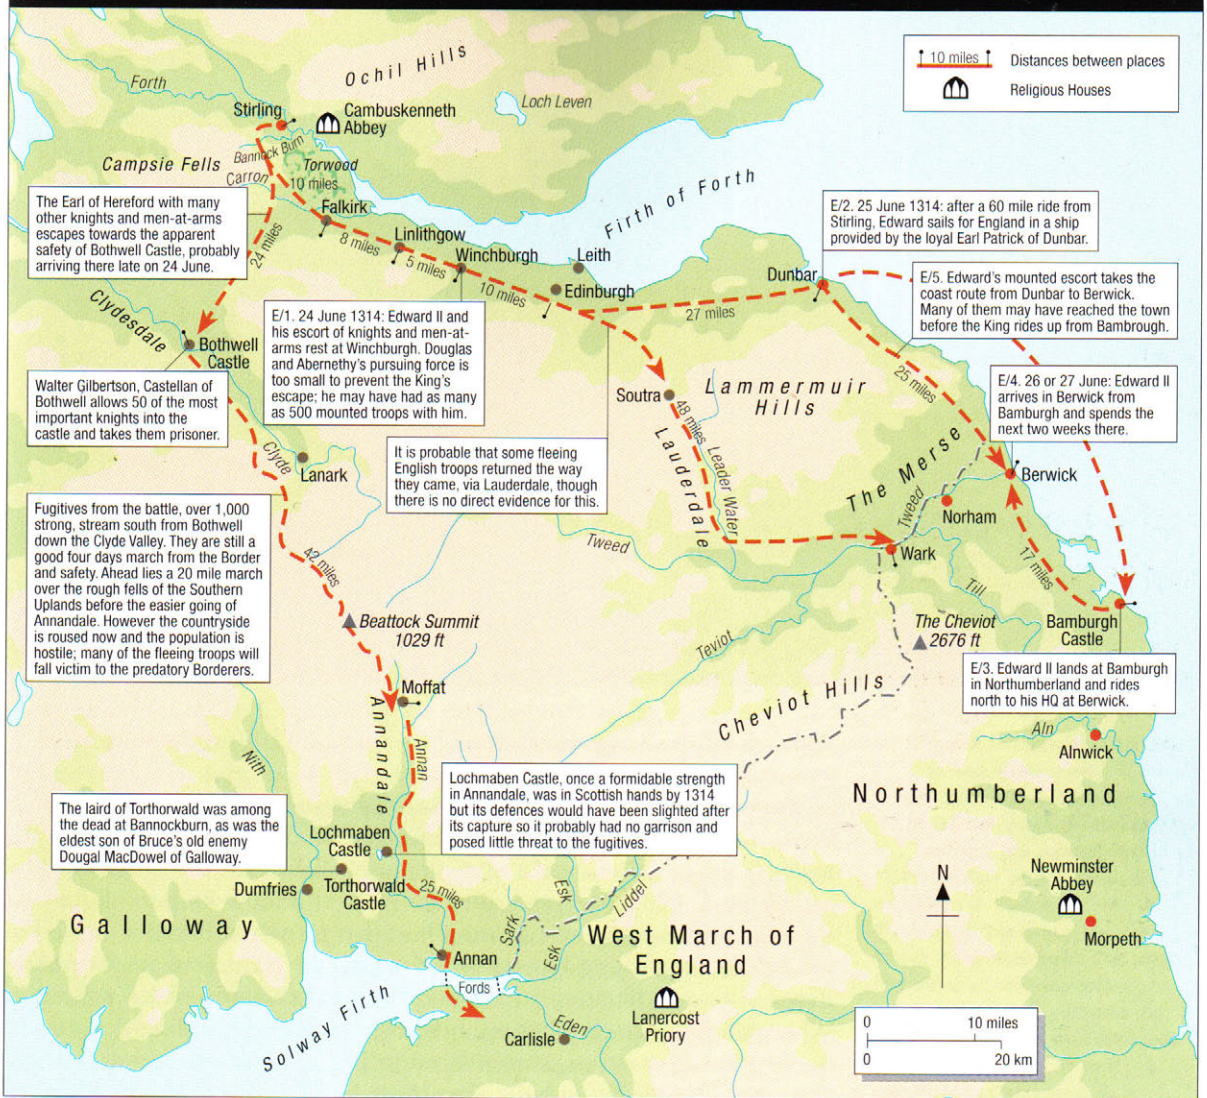 10 miles
Distances between places
Religious Houses
Ochil Hills
Forth
Loch Leven
Stirling
Cambuskenneth
Abbey
Bannock Burn
Campsie Fells
Torwood
Carron
10 miles
Firth of Forth
The Earl of Hereford with many
other knights and men-at-arms
escapes towards the apparent
safety of Bothwell Castle, probably
arriving there late on 24 June.
24 miles
Falkirk
8 miles
Linlithgow
5 miles
Winchburgh
10 miles
Leith
Edinburgh
E/2. 25 June 1314: after a 60 mile ride from
Stirling, Edward sails for England in a ship
provided by the loyal Earl Patrick of Dunbar.
Dunbar
27 miles
E/5. Edward's mounted escort takes the
coast route from Dunbar to Berwick.
Many of them may have reached the town
before the King rides up from Bambrough.
Clydesdale
Bothwell
Castle
E/1. 24 June 1314: Edward II and
his escort of knights and men-at-
arms rest at Winchburgh. Douglas
and Abernethy's pursuing force is
too small to prevent the King's
escape; he may have had as many
as 500 mounted troops with him.
Walter Gilbertson, Castellan of
Bothwell allows 50 of the most
important knights into the
castle and takes them prisoner.
Soutra
Lammermuir
Hills
25 miles
E/4. 26 or 27 June: Edward II
arrives in Berwick from
Bamburgh and spends the
next two weeks there.
48 miles
Lauderdale
Leader Water
The Merse
It is probable that some fleeing
English troops returned the way
they came, via Lauderdale, though
there is no direct evidence for this.
Clyde
Lanark
Berwick
Tweed
Norham
Fugitives from the battle, over 1,000
strong, stream south from Bothwell
down the Clyde Valley. They are still a
good four days march from the Border
and safety. Ahead lies a 20 mile march
over the rough fells of the Southern
Uplands before the easier going of
Annandale. However the countryside
is roused now and the population is
hostile; many of the fleeing troops will
fall victim to the predatory Borderers.
42 miles
Tweed
Wark
17 miles
Till
Beattock Summit
1029 ft
Teviot
The Cheviot
2676 ft
Bamburgh
Castle
E/3. Edward II lands at Bamburgh
in Northumberland and rides
north to his HQ at Berwick.
Moffat
Cheviot Hills
Annandale
Annan
Nith
Aln
Alnwick
Northumberland
Lochmaben Castle, once a formidable strength
in Annandale, was in Scottish hands by 1314
but its defences would have been slighted after
its capture so it probably had no garrison and
posed little threat to the fugitives.
The laird of Torthorwald was among
the dead at Bannockburn, as was the
eldest son of Bruce's old enemy
Dougal MacDowel of Galloway.
Lochmaben
Castle
Dumfries
Torthorwald
Castle
25 miles
Esk
Liddel
N
Newminster
Abbey
Morpeth
Galloway
Sark
Esk
West March of
England
Annan
Fords
Solway Firth
Lanercost
Priory
Eden
Carlisle
0 10 miles
0 20 km